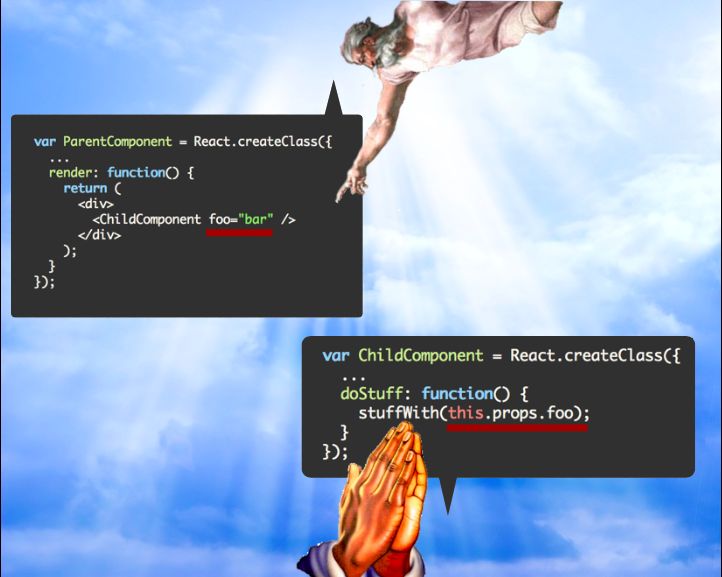 var ParentComponent = React.createClass({
  ...
  render: function() {
    return (
      <div>
        <ChildComponent foo="bar" />
      </div>
    );
  }
});
var ChildComponent = React.createClass({
  ...
  doStuff: function() {
    stuffWith(this.props.foo);
  }
});